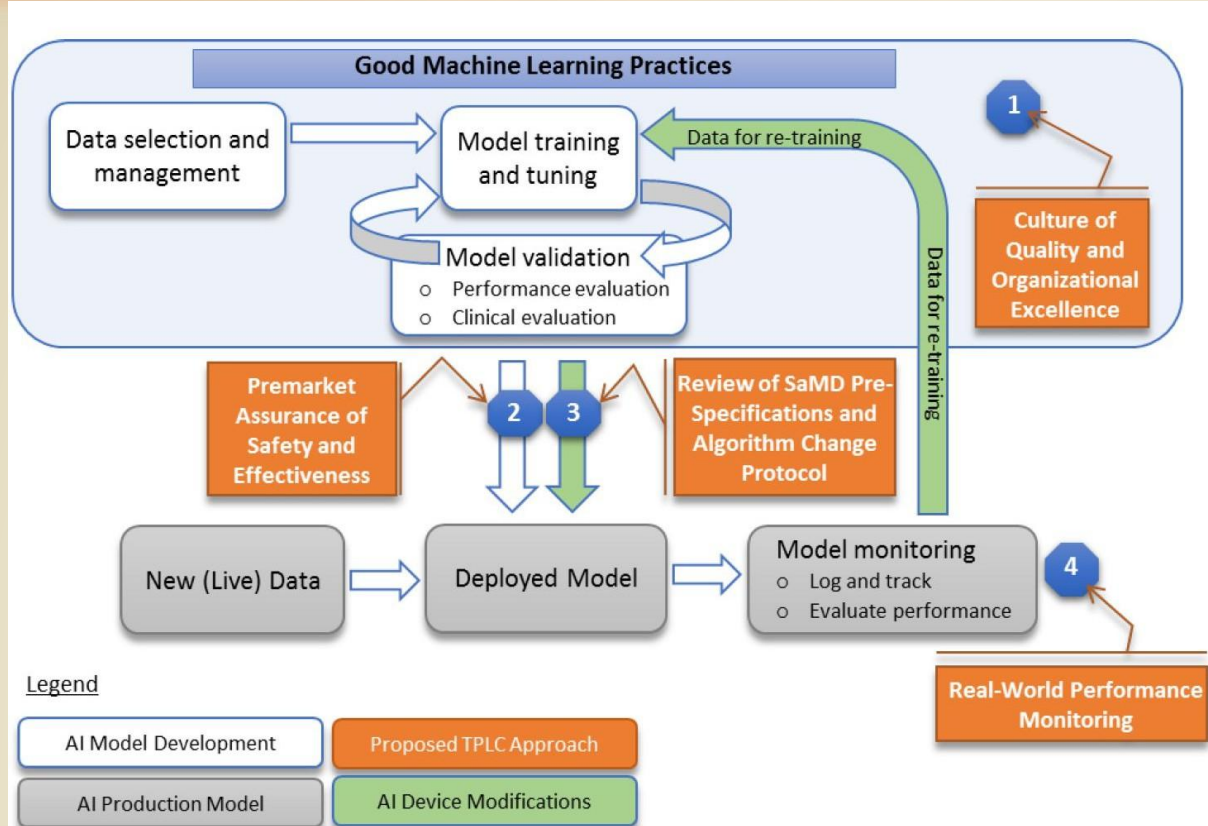 Good Machine Learning Practices
Data selection and
management
Model training
and tuning
Data for re-training
1
Culture of
Quality and
Organizational
Excellence
Model validation
o Performance evaluation
o Clinical evaluation
Data for re-training
Premarket
Assurance of
Safety and
Effectiveness
2
3
Review of SaMD Pre-
Specifications and
Algorithm Change
Protocol
New (Live) Data
Deployed Model
Model monitoring
o Log and track
o Evaluate performance
4
Real-World Performance
Monitoring
Legend
AI Model Development
Proposed TPLC Approach
AI Production Model
AI Device Modifications